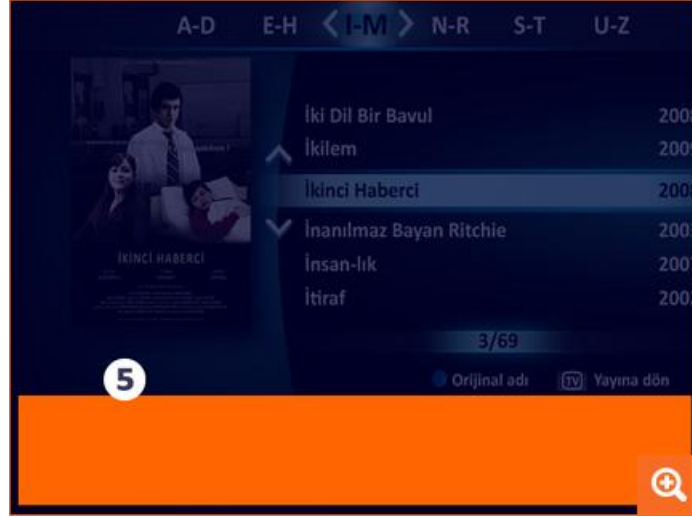 A-D E-H I-M N-R S-T U-Z
İki Dil Bir Bavul
İkilem
İkinci Haberci
İnanılmaz Bayan Ritchie
İnsan-lık
İtiraf
İKİNCİ HABERCİ
3/69
Orijinal adı TV Yayına dön
5